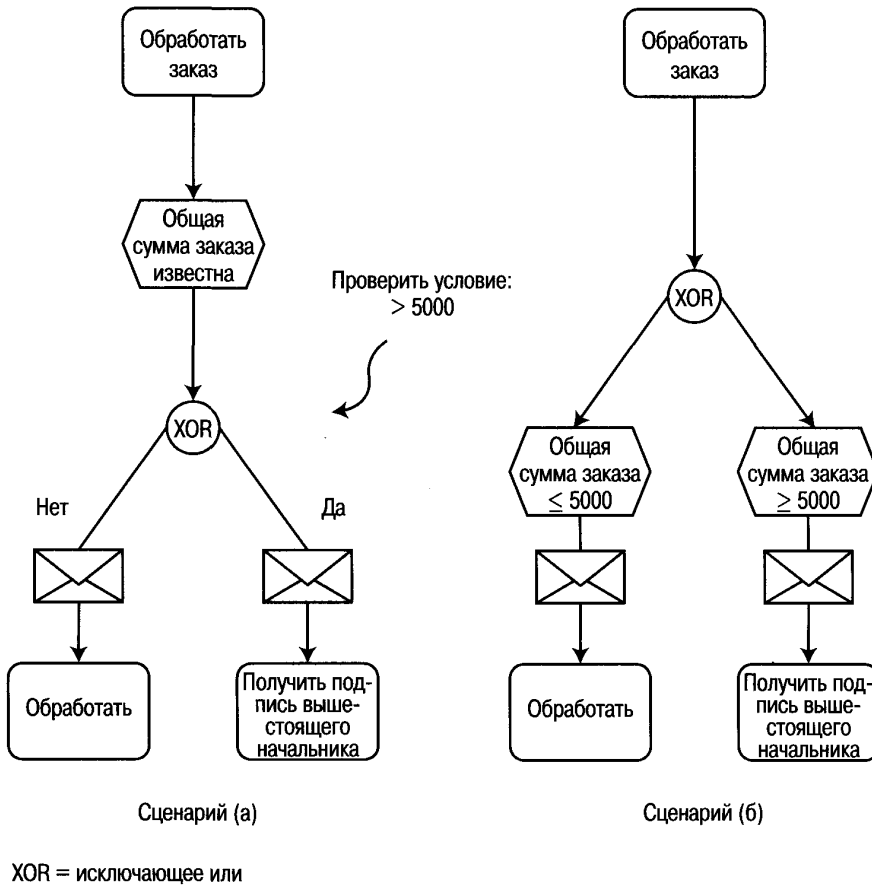 Обработать
заказ
Общая
сумма заказа
известна
Проверить условие:
> 5000
XOR
Нет
Да
Обработать
Получить под-
пись выше-
стоящего
начальника
Сценарий (а)
Обработать
заказ
XOR
Общая
сумма заказа
≤ 5000
Общая
сумма заказа
≥ 5000
Обработать
Получить под-
пись выше-
стоящего
начальника
Сценарий (б)
XOR = исключающее или